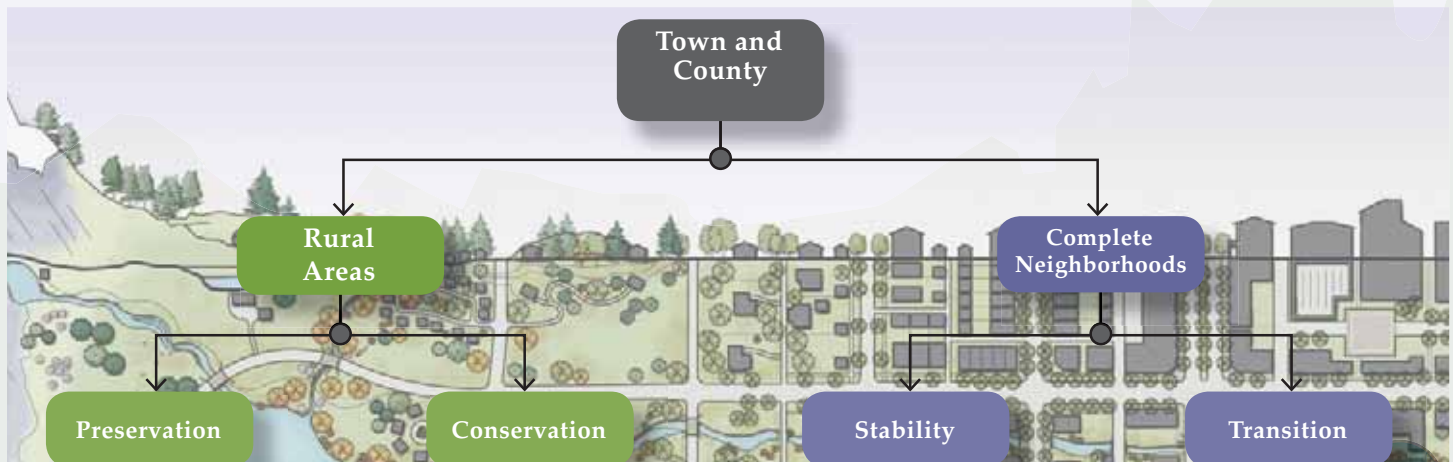 Town and
County
Rural
Areas
Complete
Neighborhoods
Preservation
Conservation
Stability
Transition